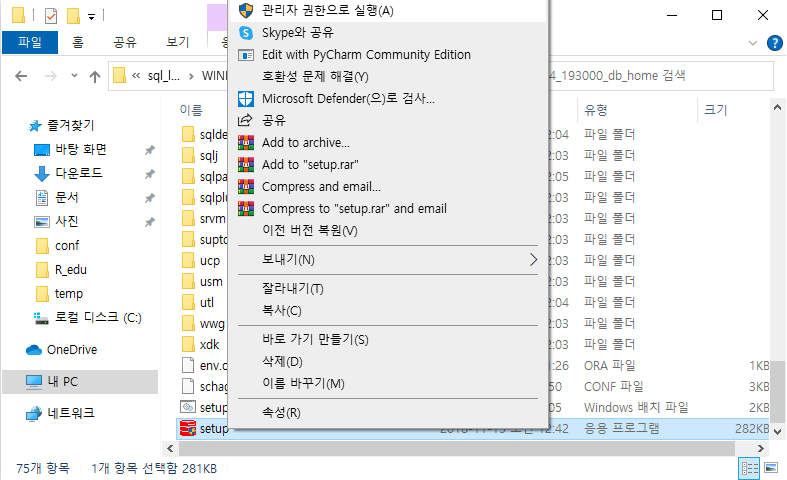 파일
홈
공유
보기
sql_l...
WINI
4_193000_db_home 검색
이름
유형
크기
즐겨찾기
바탕 화면
다운로드
문서
사진
conf
R_edu
temp
로컬 디스크 (C:)
OneDrive
내 PC
네트워크
관리자 권한으로 실행(A)
Skype와 공유
Edit with PyCharm Community Edition
호환성 문제 해결(Y)
Microsoft Defender(으)로 검사...
공유
Add to archive...
Add to "setup.rar"
Compress and email...
Compress to "setup.rar" and email
이전 버전 복원(V)
보내기(N)
잘라내기(T)
복사(C)
바로 가기 만들기(S)
삭제(D)
이름 바꾸기(M)
속성(R)
sqlde 2:04 파일 폴더
sqlj 2:03 파일 폴더
sqlpa 2:05 파일 폴더
sqlplu 2:03 파일 폴더
srvm 2:03 파일 폴더
supto 2:03 파일 폴더
ucp 2:03 파일 폴더
usm 2:03 파일 폴더
utl 2:03 파일 폴더
wwg 2:03 파일 폴더
xdk 2:03 파일 폴더
env.o 1:26 ORA 파일 1KB
schag 50 CONF 파일 3KB
setup 05 Windows 배치 파일 2KB
setup 12:42 응용 프로그램 282KB
75개 항목 1개 항목 선택함 281KB